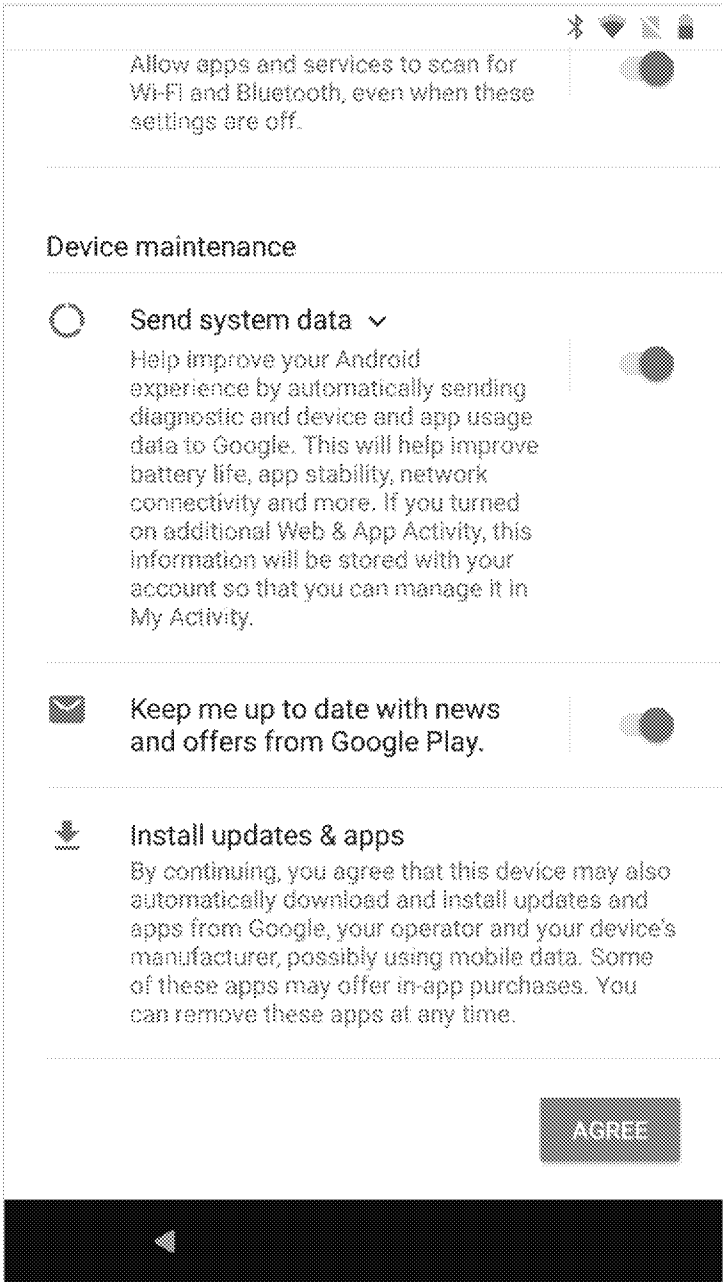 Allow apps and services to scan for
Wi-Fi and Bluetooth, even when these
settings are off.
Device maintenance
Send system data
Help improve your Android
experience by automatically sending
diagnostic and device and app usage
data to Google. This will help improve
battery life, app stability, network
connectivity and more. If you turned
on additional Web & App Activity, this
information will be stored with your
account so that you can manage it in
My Activity.
Keep me up to date with news
and offers from Google Play.
Install updates & apps
By continuing, you agree that this device may also
automatically download and install updates and
apps from Google, your operator and your device's
manufacturer, possibly using mobile data. Some
of these apps may offer in-app purchases. You
can remove these apps at any time.
AGREE